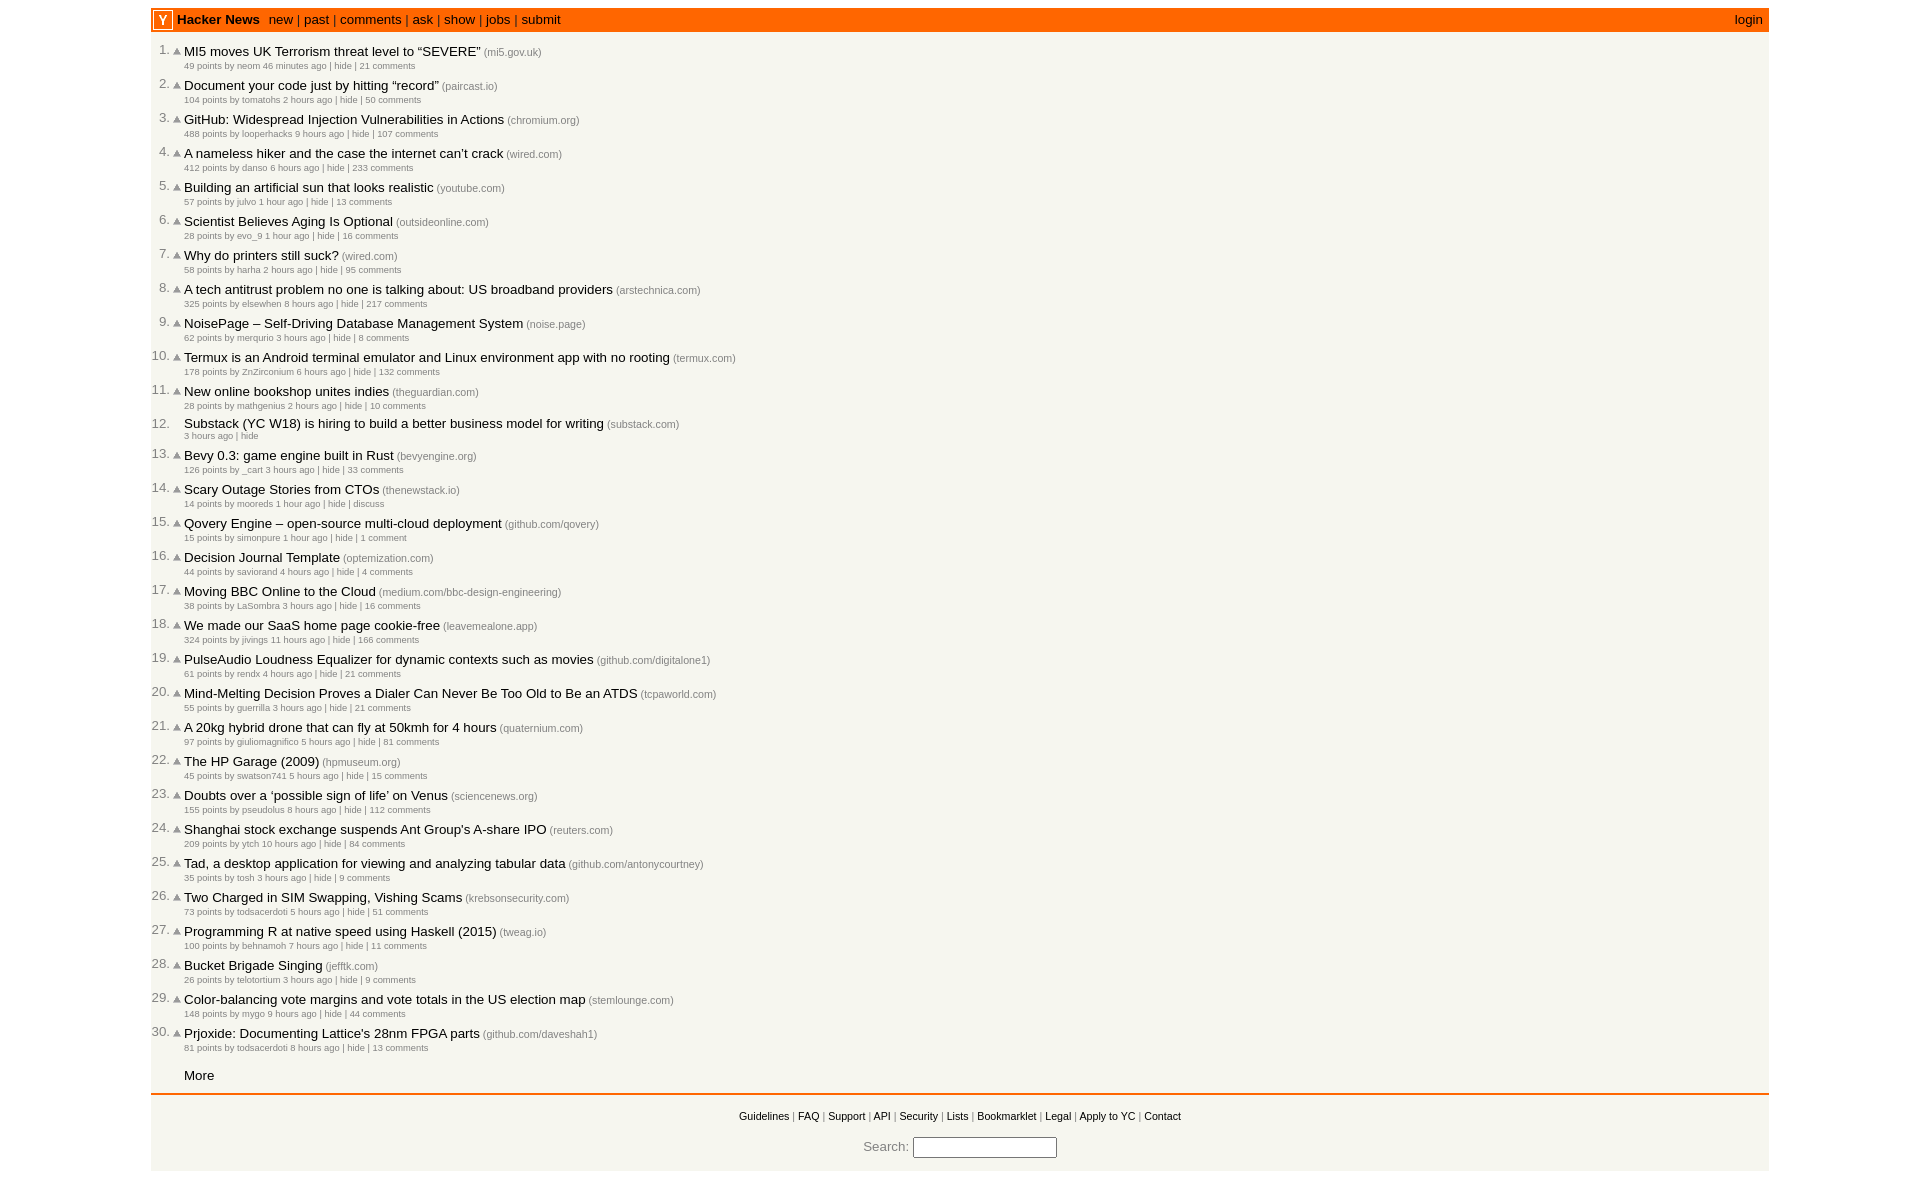 Y Hacker News new | past | comments | ask | show | jobs | submit login
1. MI5 moves UK Terrorism threat level to “SEVERE” (mi5.gov.uk)
49 points by neom 46 minutes ago | hide | 21 comments
2. Document your code just by hitting “record” (paircast.io)
104 points by tomatohs 2 hours ago | hide | 50 comments
3. GitHub: Widespread Injection Vulnerabilities in Actions (chromium.org)
488 points by looperhacks 9 hours ago | hide | 107 comments
4. A nameless hiker and the case the internet can’t crack (wired.com)
412 points by danso 6 hours ago | hide | 233 comments
5. Building an artificial sun that looks realistic (youtube.com)
57 points by julvo 1 hour ago | hide | 13 comments
6. Scientist Believes Aging Is Optional (outsideonline.com)
28 points by evo_9 1 hour ago | hide | 16 comments
7. Why do printers still suck? (wired.com)
58 points by harha 2 hours ago | hide | 95 comments
8. A tech antitrust problem no one is talking about: US broadband providers (arstechnica.com)
325 points by elsewhen 8 hours ago | hide | 217 comments
9. NoisePage – Self-Driving Database Management System (noise.page)
62 points by merqurio 3 hours ago | hide | 8 comments
10. Termux is an Android terminal emulator and Linux environment app with no rooting (termux.com)
178 points by ZnZirconium 6 hours ago | hide | 132 comments
11. New online bookshop unites indies (theguardian.com)
28 points by mathgenius 2 hours ago | hide | 10 comments
12. Substack (YC W18) is hiring to build a better business model for writing (substack.com)
3 hours ago | hide
13. Bevy 0.3: game engine built in Rust (bevyengine.org)
126 points by _cart 3 hours ago | hide | 33 comments
14. Scary Outage Stories from CTOs (thenewstack.io)
14 points by mooreds 1 hour ago | hide | discuss
15. Qovery Engine – open-source multi-cloud deployment (github.com/qovery)
15 points by simonpure 1 hour ago | hide | 1 comment
16. Decision Journal Template (optemization.com)
44 points by saviorand 4 hours ago | hide | 4 comments
17. Moving BBC Online to the Cloud (medium.com/bbc-design-engineering)
38 points by LaSombra 3 hours ago | hide | 16 comments
18. We made our SaaS home page cookie-free (leavemealone.app)
324 points by jivings 11 hours ago | hide | 166 comments
19. PulseAudio Loudness Equalizer for dynamic contexts such as movies (github.com/digitalone1)
61 points by rendx 4 hours ago | hide | 21 comments
20. Mind-Melting Decision Proves a Dialer Can Never Be Too Old to Be an ATDS (tcpaworld.com)
55 points by guerrilla 3 hours ago | hide | 21 comments
21. A 20kg hybrid drone that can fly at 50kmh for 4 hours (quaternium.com)
97 points by giuliomagnifico 5 hours ago | hide | 81 comments
22. The HP Garage (2009) (hpmuseum.org)
45 points by swatson741 5 hours ago | hide | 15 comments
23. Doubts over a ‘possible sign of life’ on Venus (sciencenews.org)
155 points by pseudolus 8 hours ago | hide | 112 comments
24. Shanghai stock exchange suspends Ant Group's A-share IPO (reuters.com)
209 points by ytch 10 hours ago | hide | 84 comments
25. Tad, a desktop application for viewing and analyzing tabular data (github.com/antonycourtney)
35 points by tosh 3 hours ago | hide | 9 comments
26. Two Charged in SIM Swapping, Vishing Scams (krebsonsecurity.com)
73 points by todsacerdoti 5 hours ago | hide | 51 comments
27. Programming R at native speed using Haskell (2015) (tweag.io)
100 points by behnamoh 7 hours ago | hide | 11 comments
28. Bucket Brigade Singing (jefftk.com)
26 points by telotortium 3 hours ago | hide | 9 comments
29. Color-balancing vote margins and vote totals in the US election map (stemlounge.com)
148 points by mygo 9 hours ago | hide | 44 comments
30. Prjoxide: Documenting Lattice's 28nm FPGA parts (github.com/daveshah1)
81 points by todsacerdoti 8 hours ago | hide | 13 comments
More
Guidelines | FAQ | Support | API | Security | Lists | Bookmarklet | Legal | Apply to YC | Contact
Search: